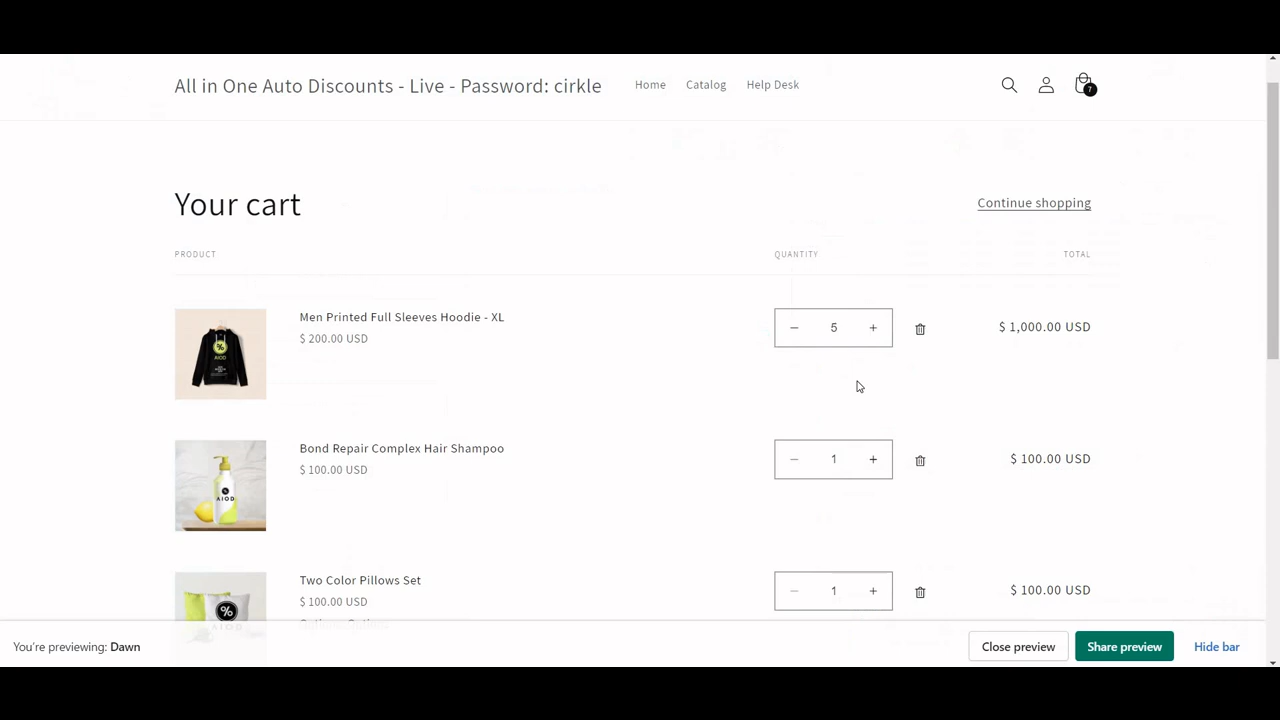 All in One Auto Discounts - Live - Password: cirkle
Home
Catalog
Help Desk
7
Your cart
Continue shopping
PRODUCT
QUANTITY
TOTAL
Men Printed Full Sleeves Hoodie - XL
$ 200.00 USD
5
$ 1,000.00 USD
%
AIOD
Bond Repair Complex Hair Shampoo
$ 100.00 USD
1
$ 100.00 USD
AIOD
Two Color Pillows Set
$ 100.00 USD
1
$ 100.00 USD
%
You're previewing: Dawn
Close preview
Share preview
Hide bar